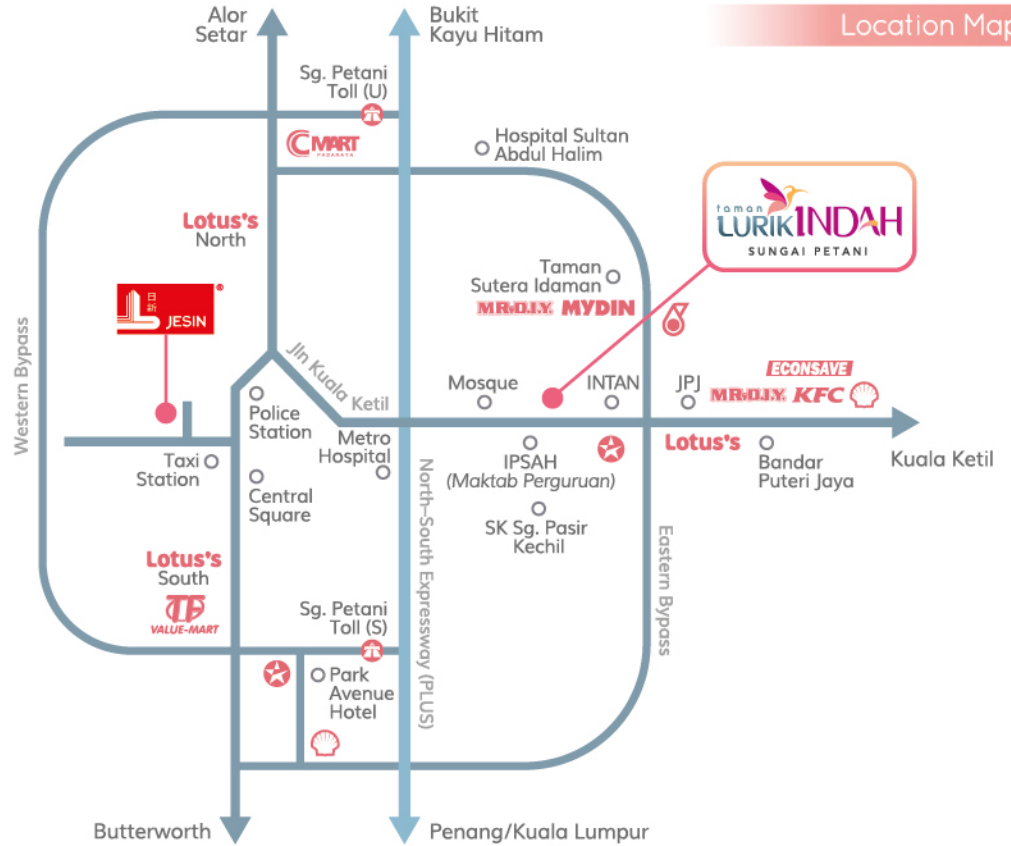 Location Map
Alor
Setar
Bukit
Kayu Hitam
Sg. Petani
Toll (U)
CMART
PASARAYA
Hospital Sultan
Abdul Halim
taman
LURIK INDAH
SUNGAI PETANI
Lotus's
North
Taman
Sutera Idaman
MR.D.I.Y. MYDIN
日新
JESIN
®
Western Bypass
Jln Kuala
Ketil
Mosque
INTAN
JPJ
ECONSAVE
MR.D.I.Y. KFC
Police
Station
Metro
Hospital
Taxi
Station
IPSAH
(Maktab Perguruan)
Lotus's
Bandar
Puteri Jaya
Kuala Ketil
Central
Square
SK Sg. Pasir
Kechil
North-South Expressway (PLUS)
Eastern Bypass
Lotus's
South
TF
VALUE-MART
Sg. Petani
Toll (S)
Park
Avenue
Hotel
Butterworth
Penang/Kuala Lumpur